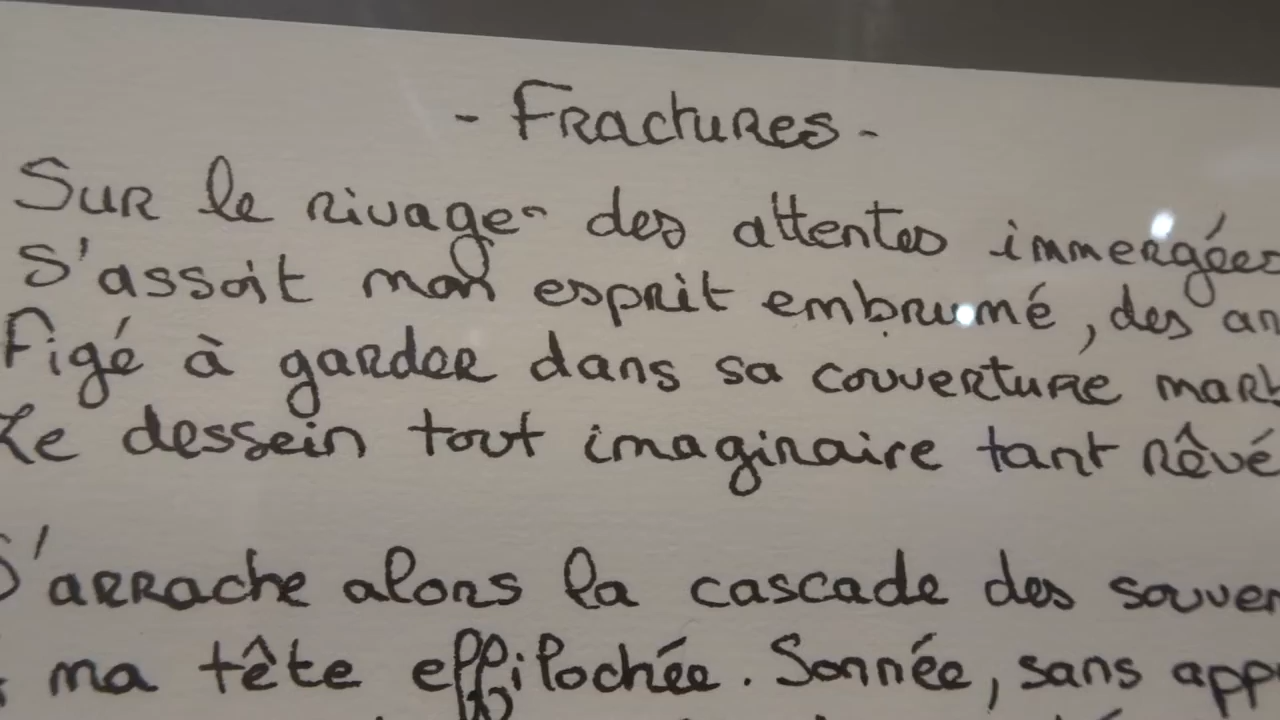 - Fractures -
Sur le rivage des attentes immergées
S'assoit mon esprit embrumé, des
Figé à garder dans sa couverture
Le dessein tout imaginaire tant rêvé
S'arrache alors la cascade des
ma tête effilochée. Sonnée, sans